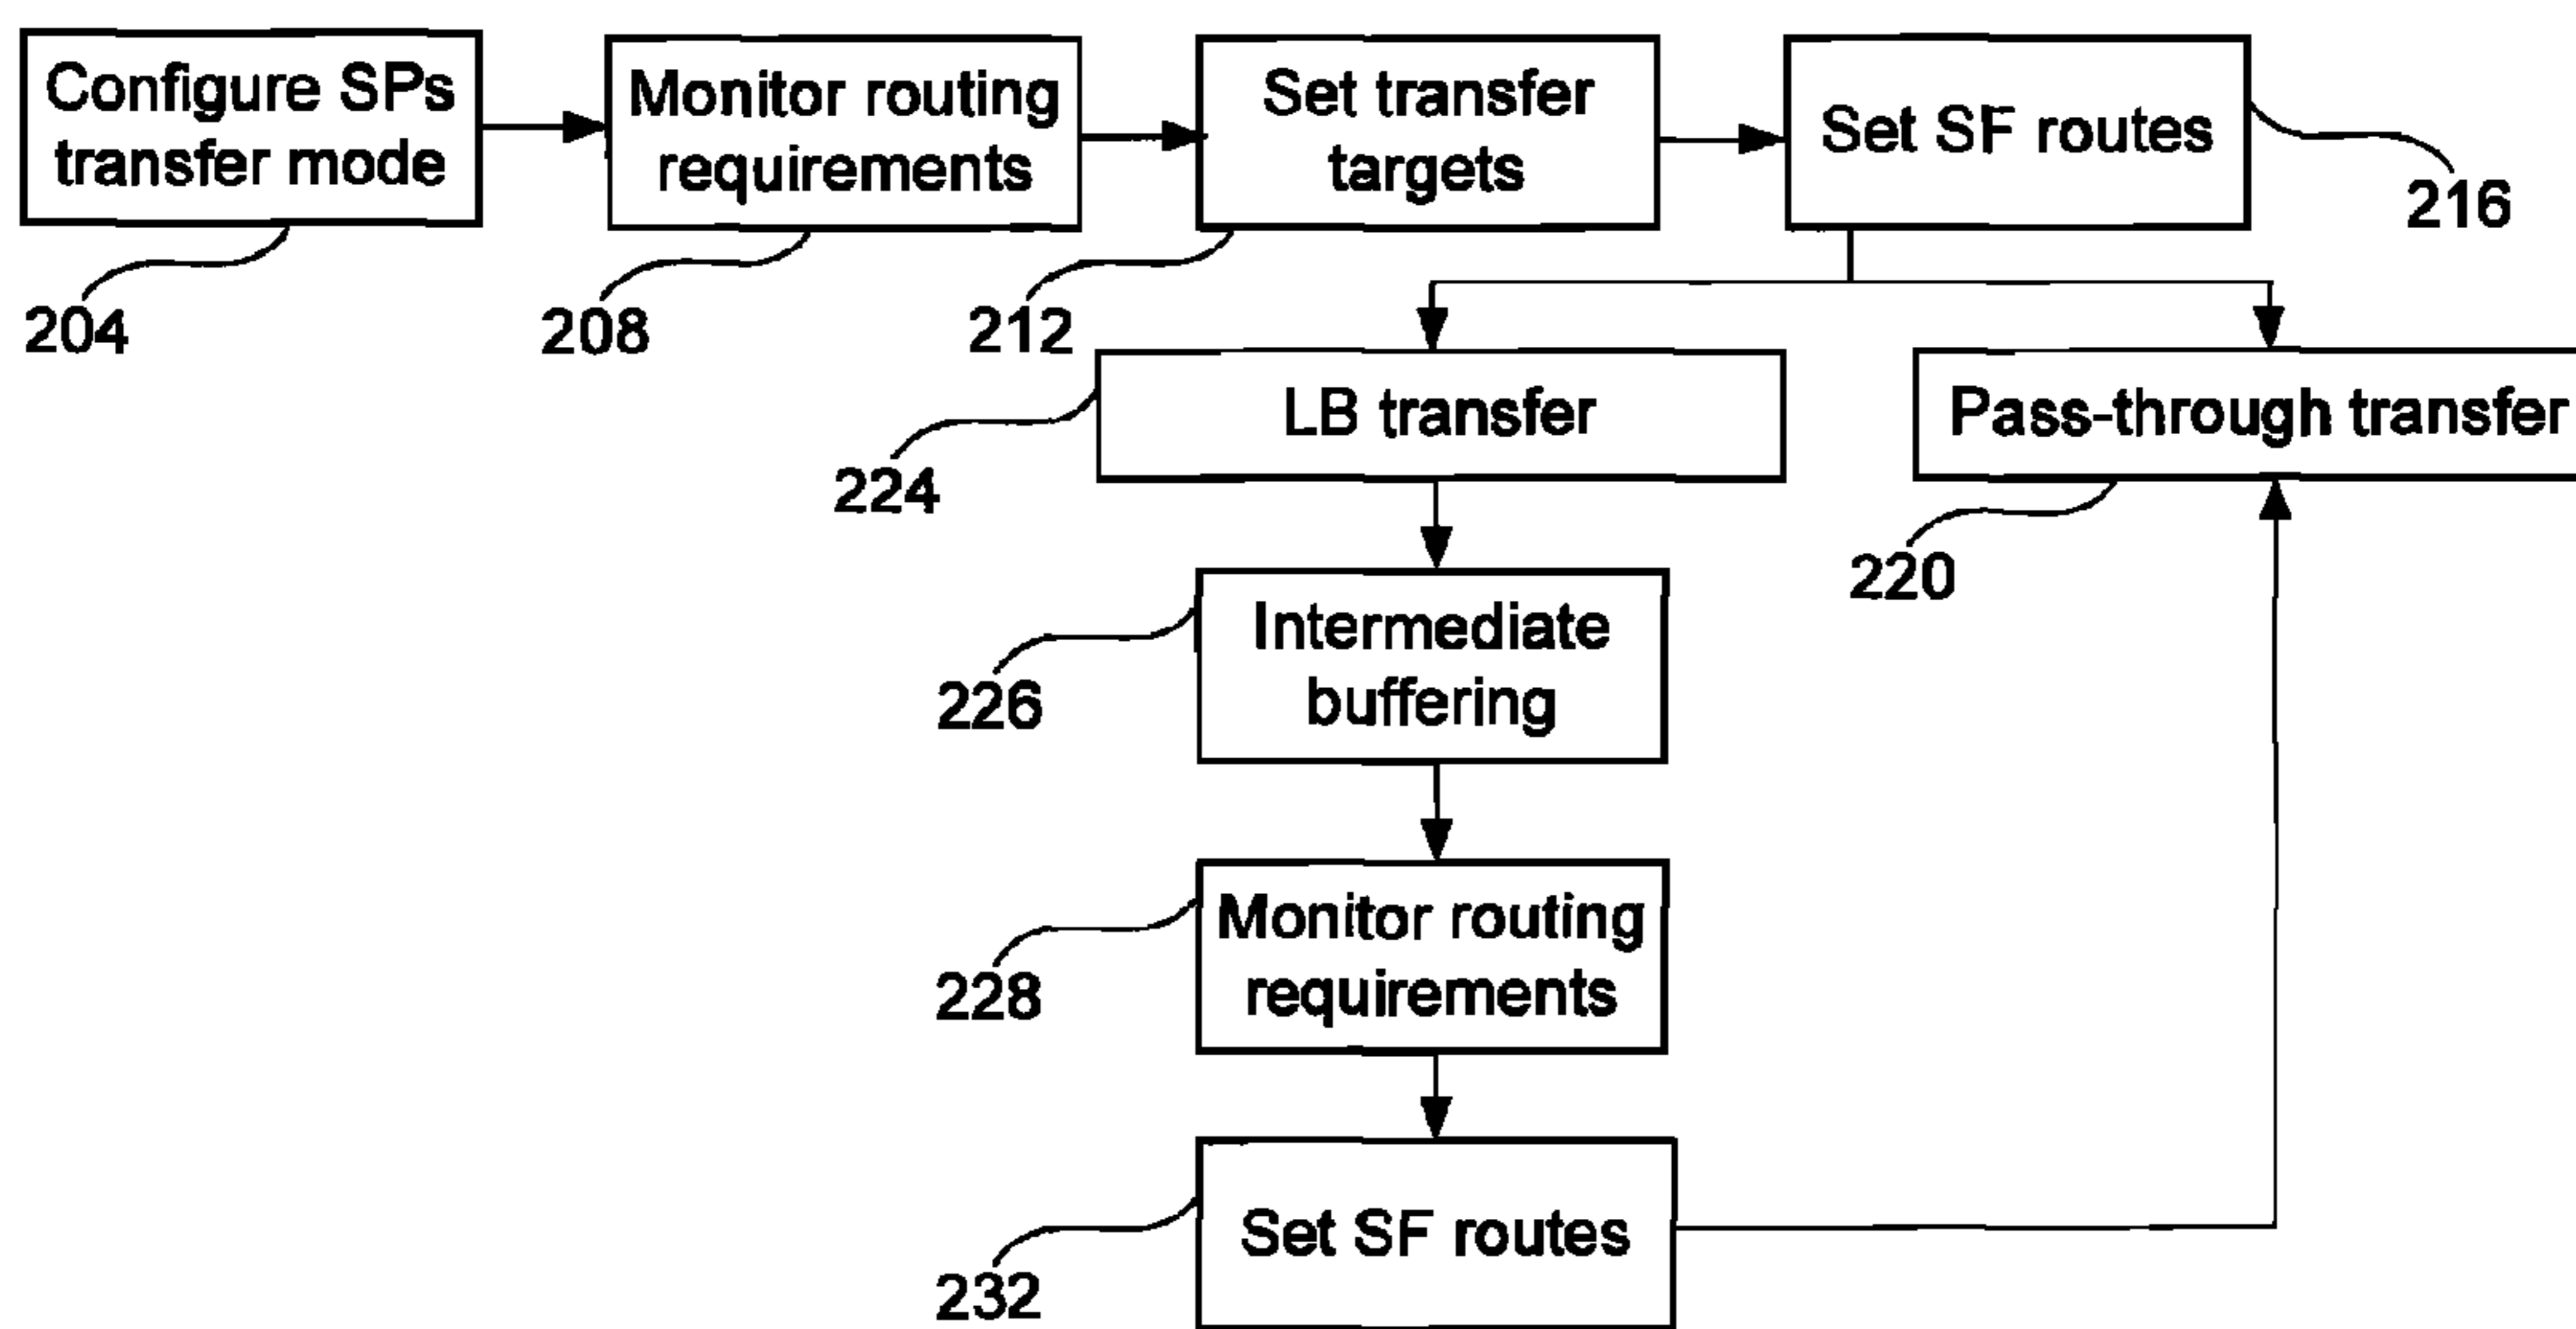 Configure SPs
transfer mode
Monitor routing
requirements
Set transfer
targets
Set SF routes
216
204
208
212
LB transfer
Pass-through transfer
224
220
Intermediate
buffering
226
Monitor routing
requirements
228
Set SF routes
232